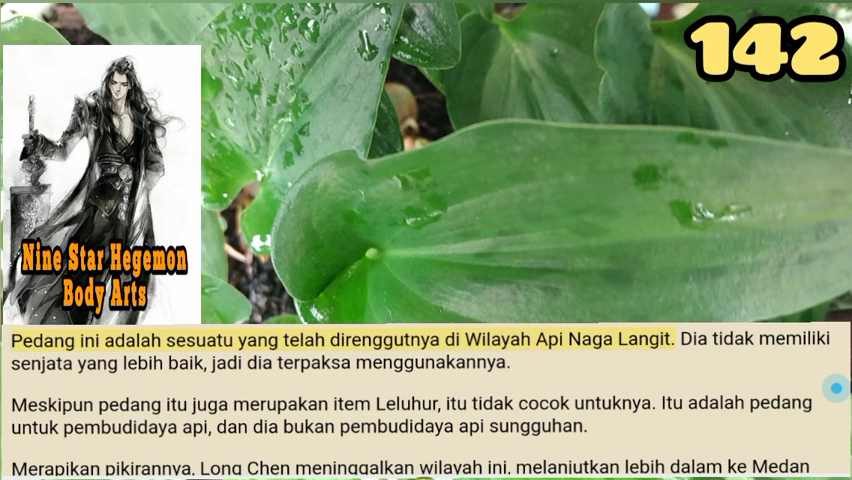 142
Nine Star Hegemon
Body Arts
Pedang ini adalah sesuatu yang telah direnggutnya di Wilayah Api Naga Langit. Dia tidak memiliki
senjata yang lebih baik, jadi dia terpaksa menggunakannya.
Meskipun pedang itu juga merupakan item Leluhur, itu tidak cocok untuknya. Itu adalah pedang
untuk pembudidaya api, dan dia bukan pembudidaya api sungguhan.
Merapikan pikirannya, Long Chen meninggalkan wilayah ini, melanjutkan lebih dalam ke Medan